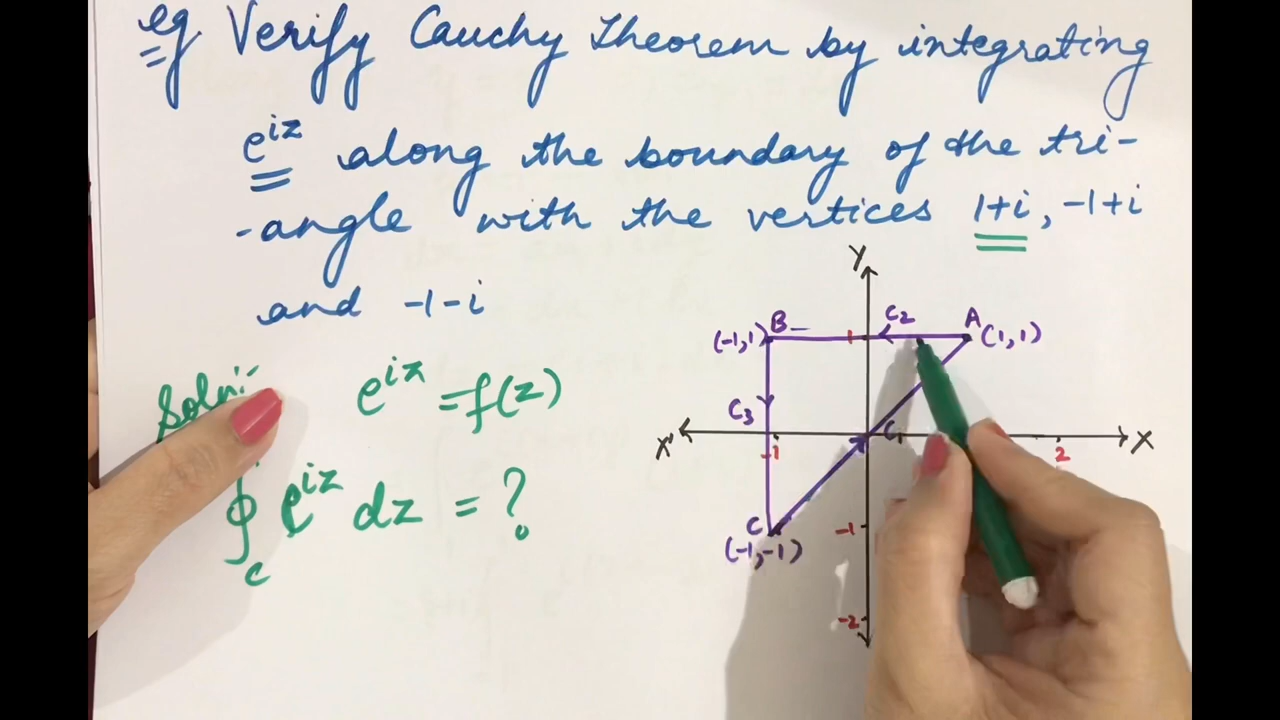 eg Verify Cauchy Theorem by integrating
e^{iz} along the boundary of the tri-
-angle with the vertices 1+i, -1+i
and -1-i
Soln:
e^{iz} = f(z)
∮_C e^{iz} dz = ?
Y
C2
A
(1,1)
B
(-1,1)
1
C3
C1
X'
-1
2
X
C
(-1,-1)
-1
-2